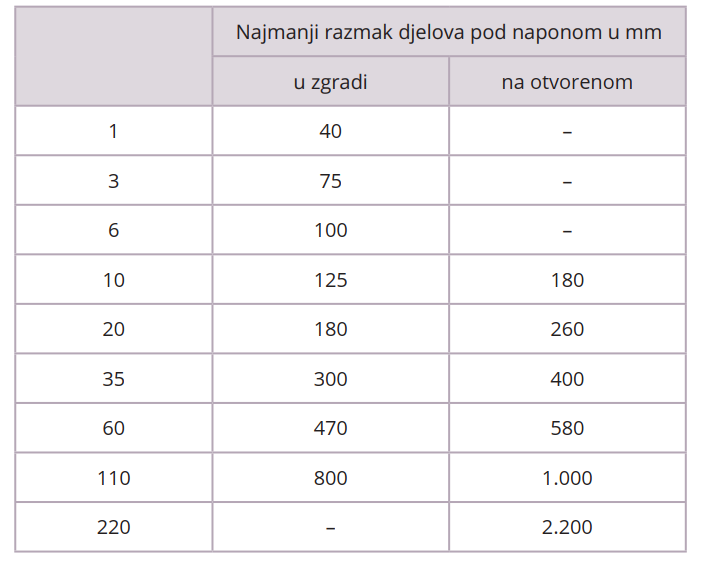 Najmanji razmak djelova pod naponom u mm
u zgradi na otvorenom
1 40 –
3 75 –
6 100 –
10 125 180
20 180 260
35 300 400
60 470 580
110 800 1.000
220 – 2.200